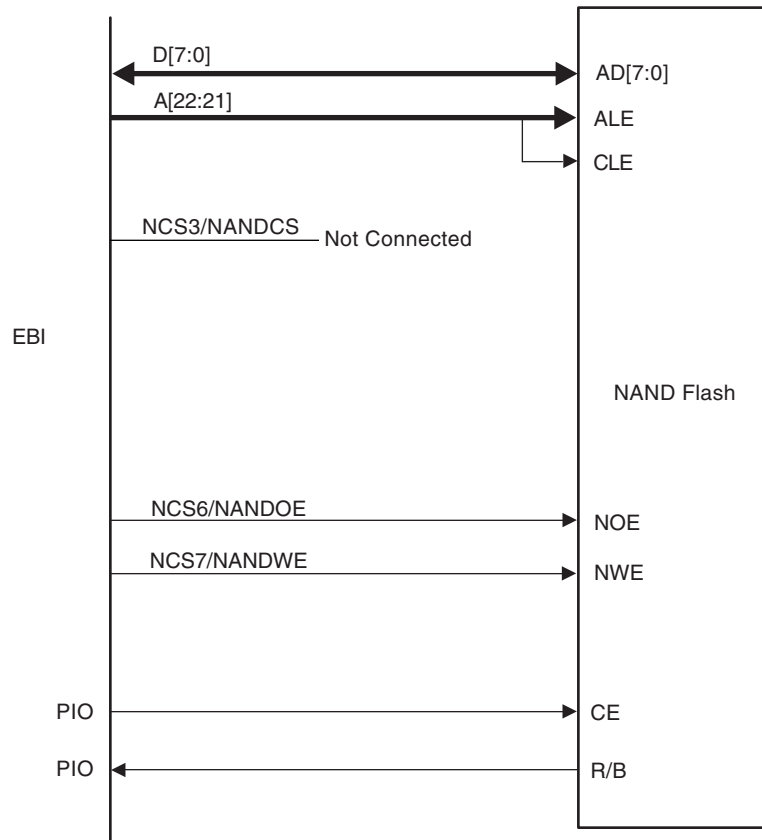 D[7:0]
AD[7:0]
A[22:21]
ALE
CLE
NCS3/NANDCS
Not Connected
EBI
NAND Flash
NCS6/NANDOE
NOE
NCS7/NANDWE
NWE
PIO
CE
PIO
R/B